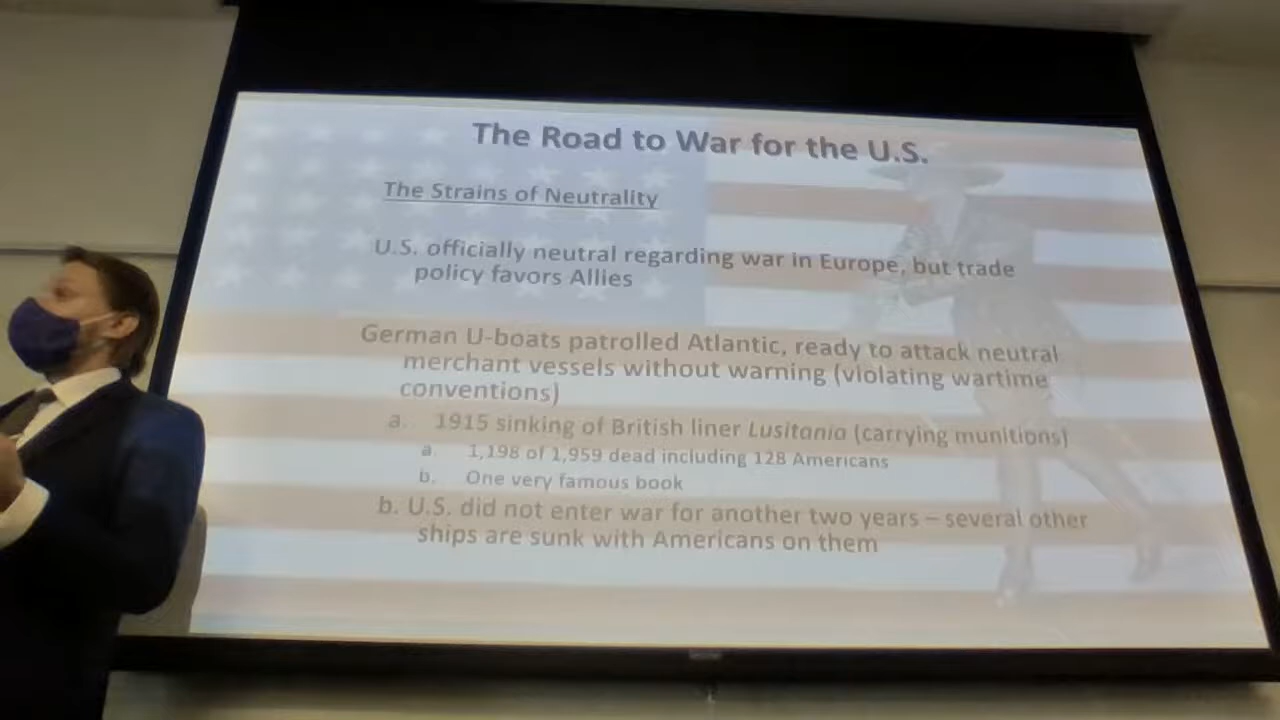 The Road to War for the U.S.
The Strains of Neutrality
U.S. officially neutral regarding war in Europe, but trade
policy favors Allies
German U-boats patrolled Atlantic, ready to attack neutral
merchant vessels without warning (violating wartime
conventions)
a. 1915 sinking of British liner Lusitania (carrying munitions)
a. 1,198 of 1,959 dead including 128 Americans
b. One very famous book
b. U.S. did not enter war for another two years – several other
ships are sunk with Americans on them